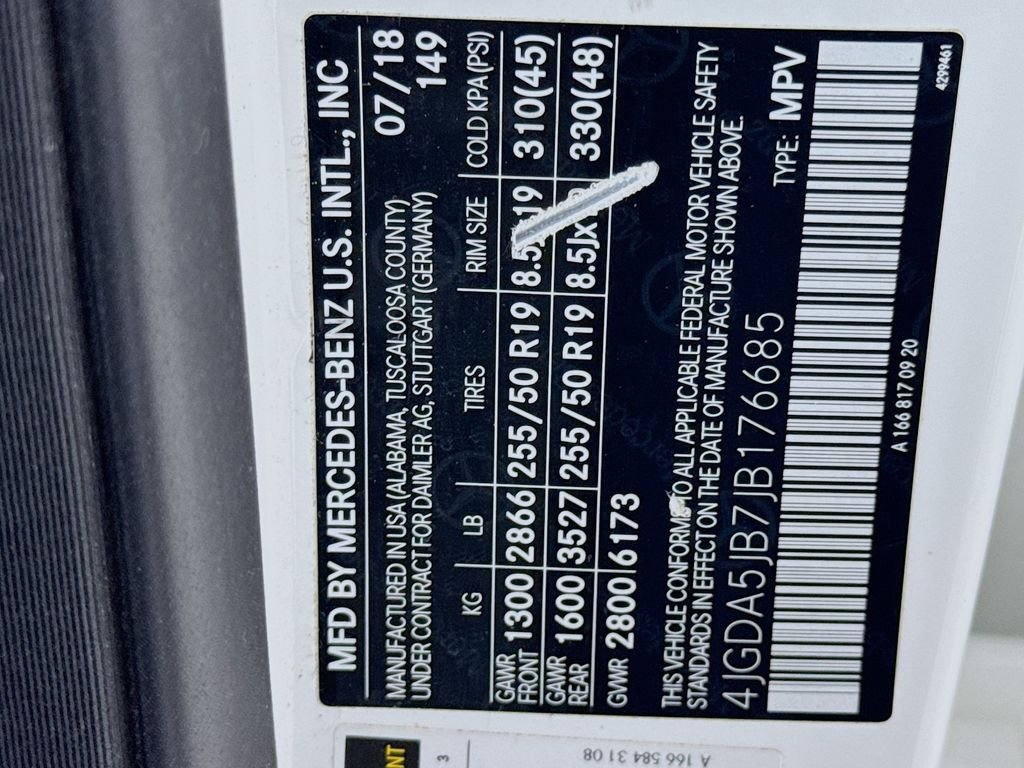 MFD BY MERCEDES-BENZ U.S. INTL., INC
MANUFACTURED IN USA (ALABAMA, TUSCALOOSA COUNTY) 07/18
UNDER CONTRACT FOR DAIMLER AG, STUTTGART (GERMANY) 149
KG LB TIRES RIM SIZE COLD KPA (PSI)
GAWR FRONT 1300 2866 255/50 R19 8.5Jx19 310(45)
GAWR REAR 1600 3527 255/50 R19 330(48)
GVWR 2800 6173
THIS VEHICLE CONFORMS TO ALL APPLICABLE FEDERAL MOTOR VEHICLE SAFETY
STANDARDS IN EFFECT ON THE DATE OF MANUFACTURE SHOWN ABOVE.
4JGDA5JB7JB176685 TYPE: MPV
A 166 817 09 20
4299461
3
A 166 584 31 08